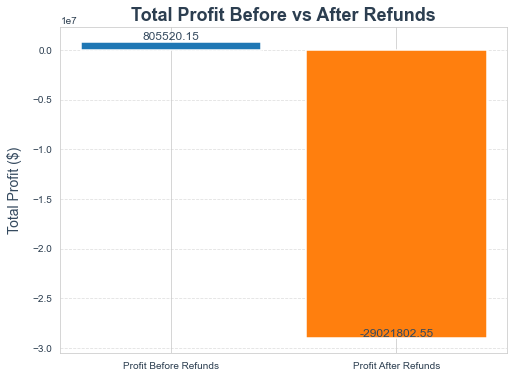 Total Profit Before vs After Refunds
1e7
805520.15
0.0
−0.5
−1.0
−1.5
−2.0
−2.5
−3.0
Total Profit ($)
-29021802.55
Profit Before Refunds
Profit After Refunds